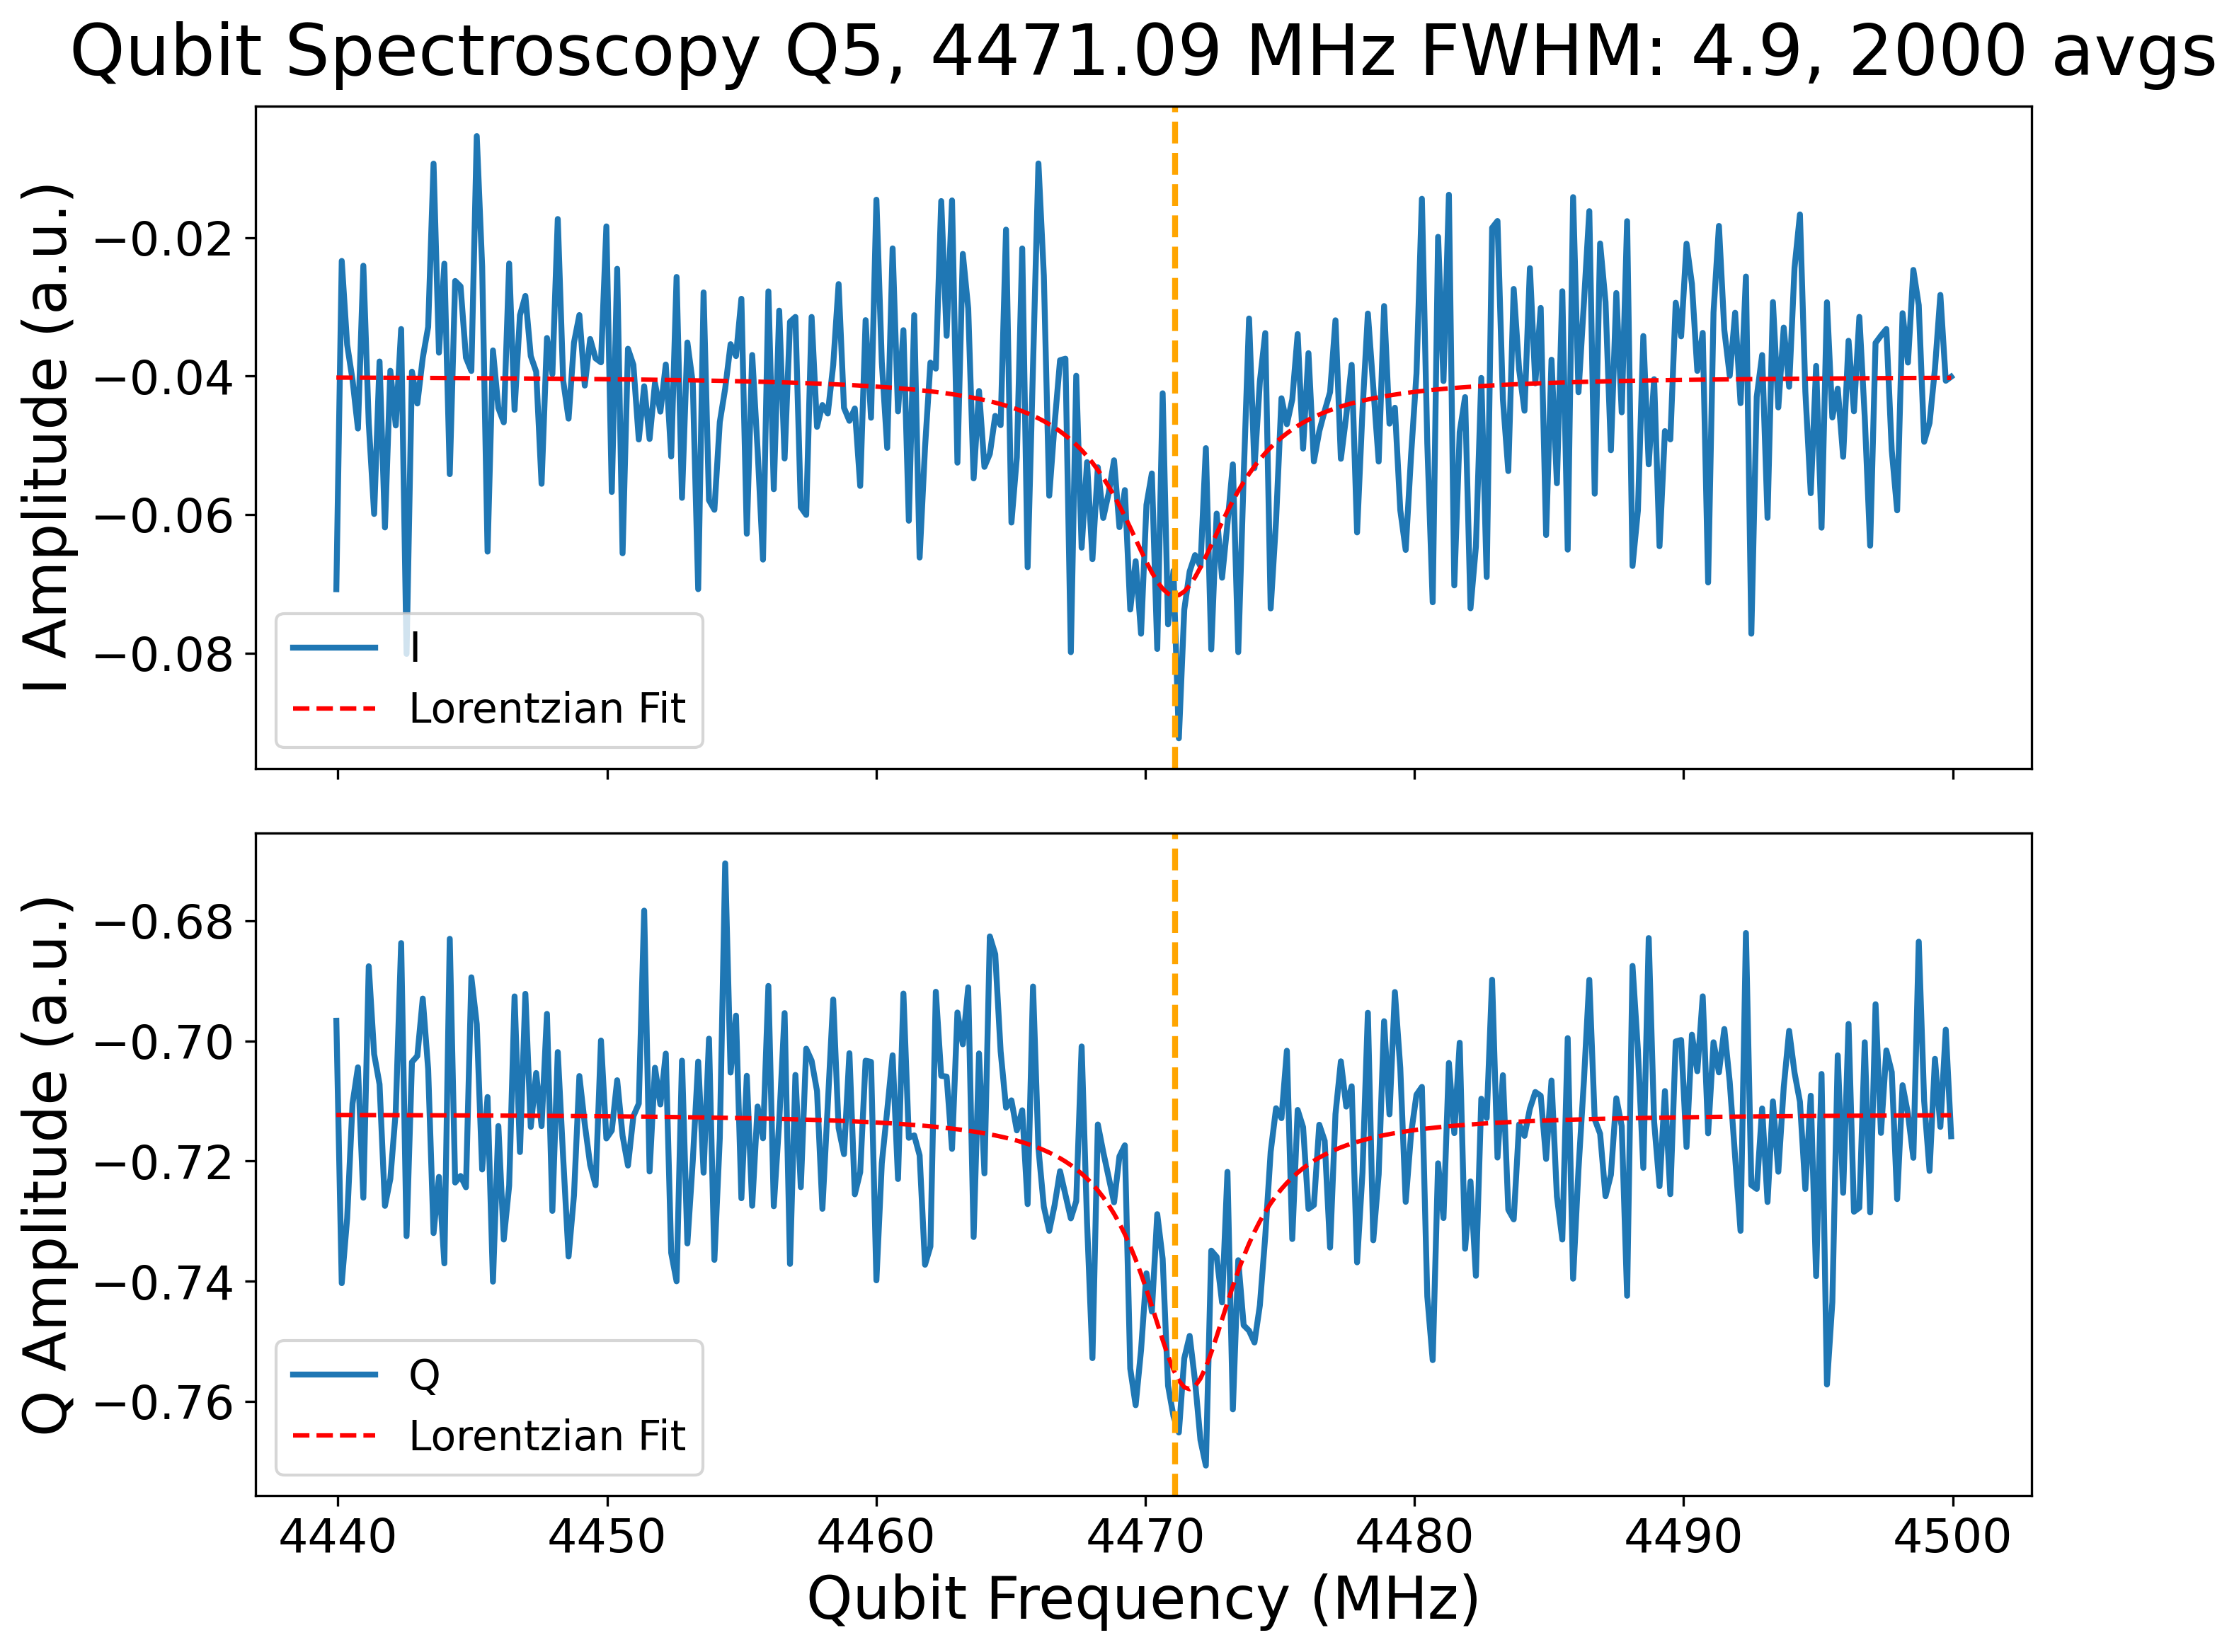 Qubit Spectroscopy Q5, 4471.09 MHz FWHM: 4.9, 2000 avgs
I Amplitude (a.u.)
−0.02
−0.04
−0.06
−0.08
I
Lorentzian Fit
Q Amplitude (a.u.)
−0.68
−0.70
−0.72
−0.74
−0.76
Q
Lorentzian Fit
4440 4450 4460 4470 4480 4490 4500
Qubit Frequency (MHz)